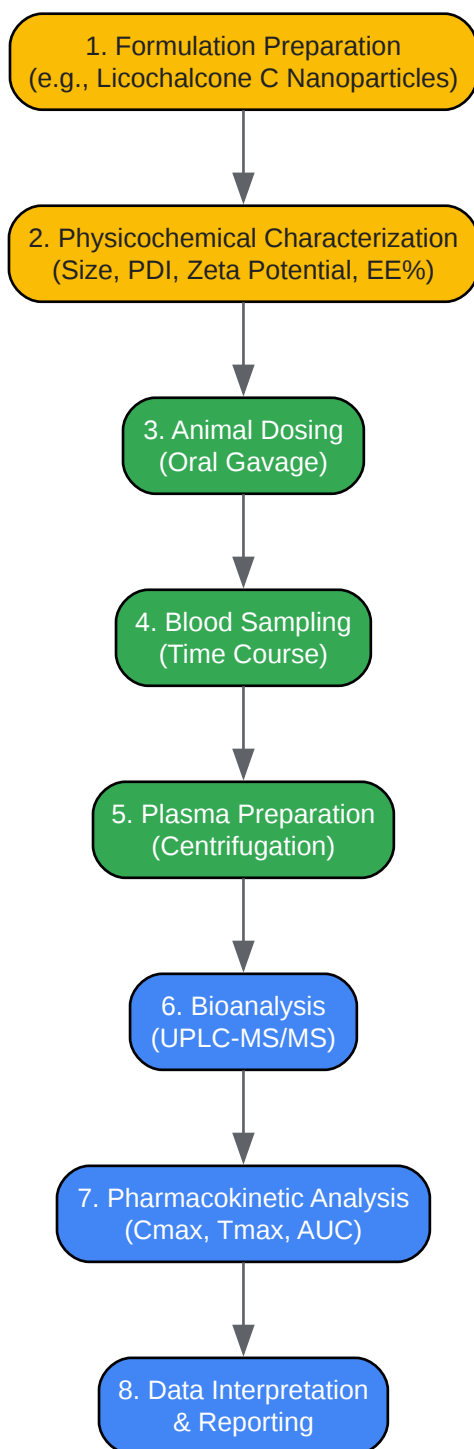 1. Formulation Preparation
(e.g., Licochalcone C Nanoparticles)
2. Physicochemical Characterization
(Size, PDI, Zeta Potential, EE%)
3. Animal Dosing
(Oral Gavage)
4. Blood Sampling
(Time Course)
5. Plasma Preparation
(Centrifugation)
6. Bioanalysis
(UPLC-MS/MS)
7. Pharmacokinetic Analysis
(Cmax, Tmax, AUC)
8. Data Interpretation
& Reporting